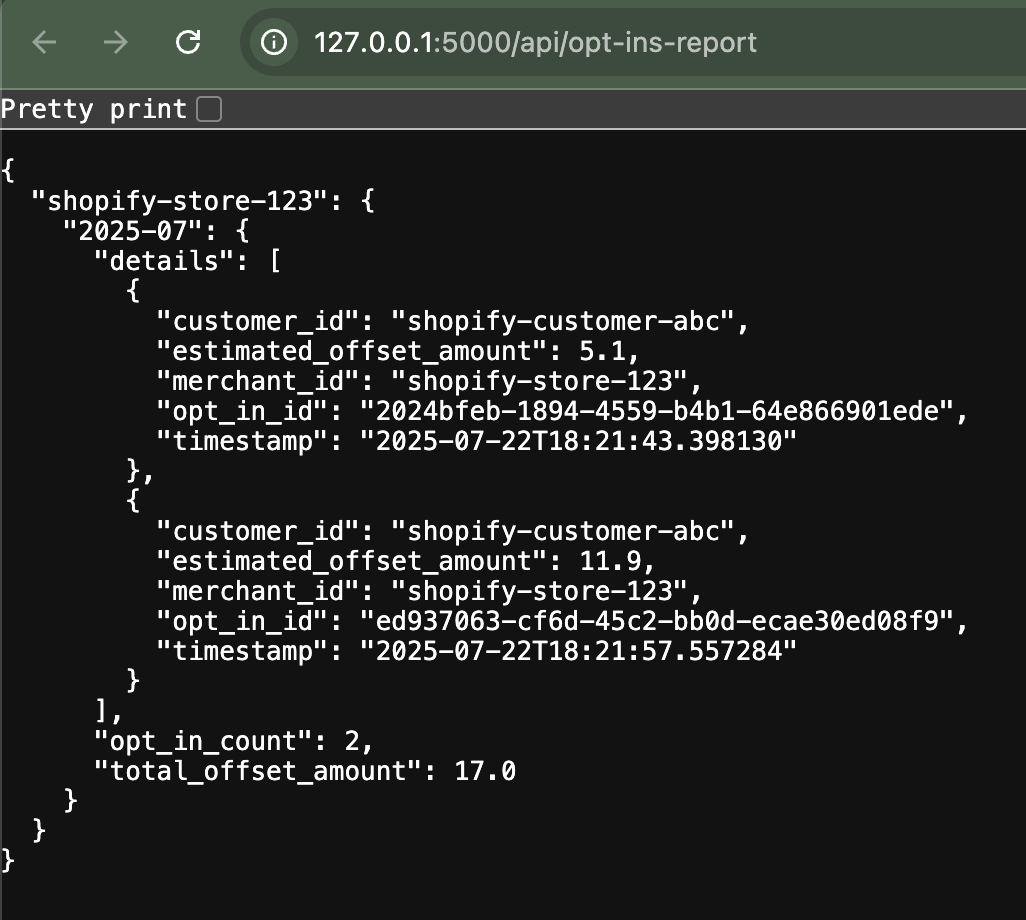 127.0.0.1:5000/api/opt-ins-report
Pretty print
{
  "shopify-store-123": {
    "2025-07": {
      "details": [
        {
          "customer_id": "shopify-customer-abc",
          "estimated_offset_amount": 5.1,
          "merchant_id": "shopify-store-123",
          "opt_in_id": "2024bfeb-1894-4559-b4b1-64e866901ede",
          "timestamp": "2025-07-22T18:21:43.398130"
        },
        {
          "customer_id": "shopify-customer-abc",
          "estimated_offset_amount": 11.9,
          "merchant_id": "shopify-store-123",
          "opt_in_id": "ed937063-cf6d-45c2-bb0d-ecae30ed08f9",
          "timestamp": "2025-07-22T18:21:57.557284"
        }
      ],
      "opt_in_count": 2,
      "total_offset_amount": 17.0
    }
  }
}